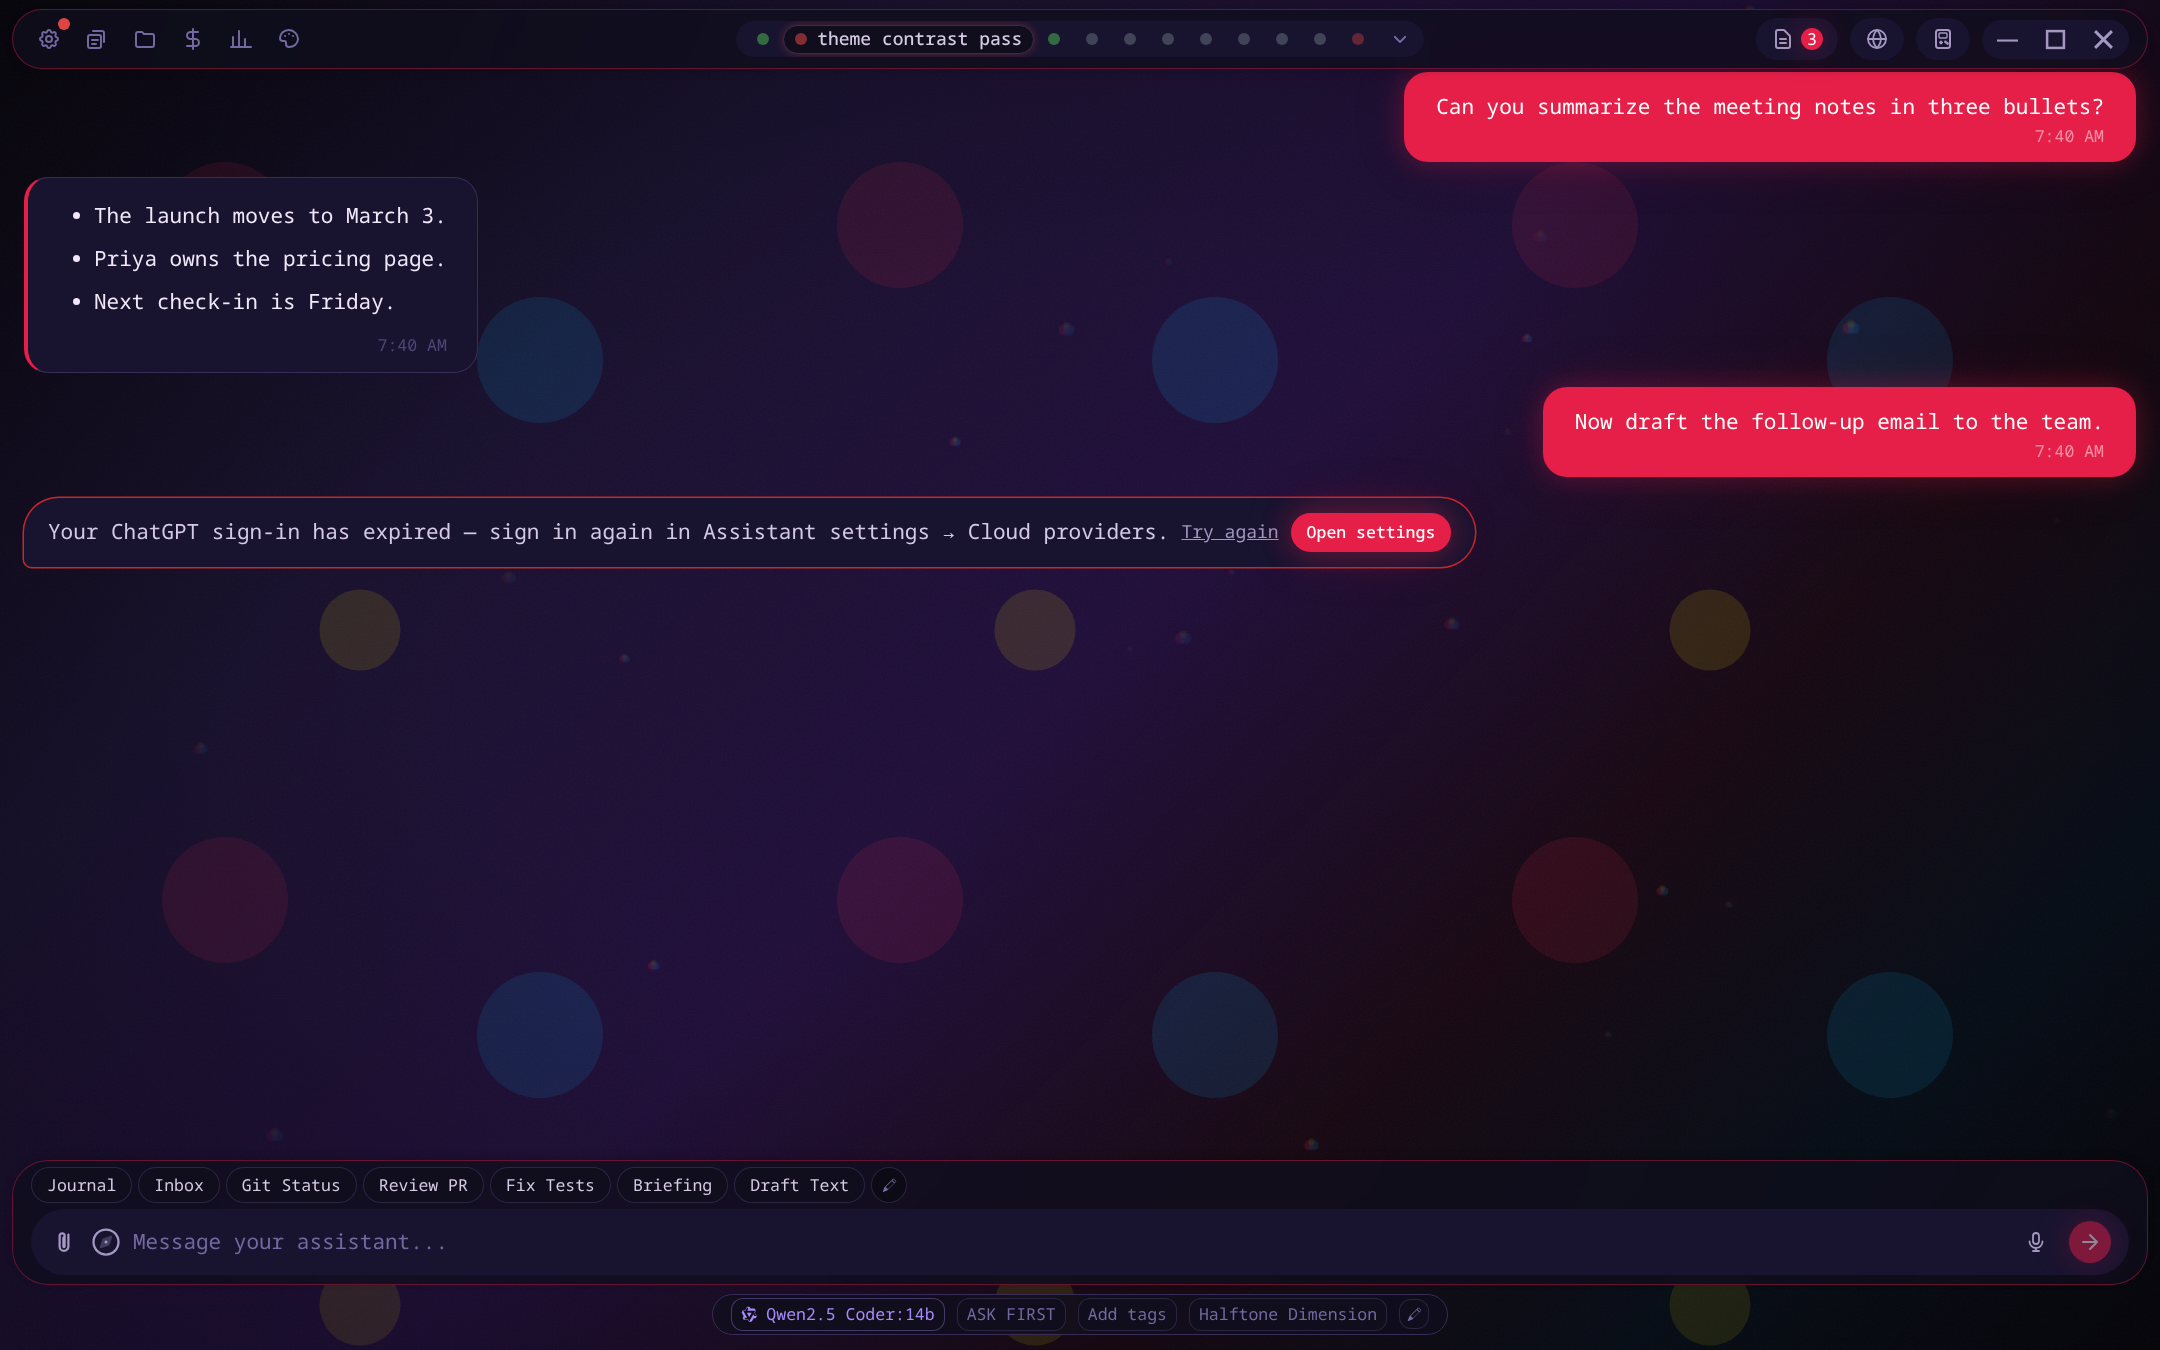 theme contrast pass
3
Can you summarize the meeting notes in three bullets?
7:40 AM
• The launch moves to March 3.
• Priya owns the pricing page.
• Next check-in is Friday.
7:40 AM
Now draft the follow-up email to the team.
7:40 AM
Your ChatGPT sign-in has expired — sign in again in Assistant settings → Cloud providers. Try again Open settings
Journal Inbox Git Status Review PR Fix Tests Briefing Draft Text
Message your assistant...
Qwen2.5 Coder:14b ASK FIRST Add tags Halftone Dimension